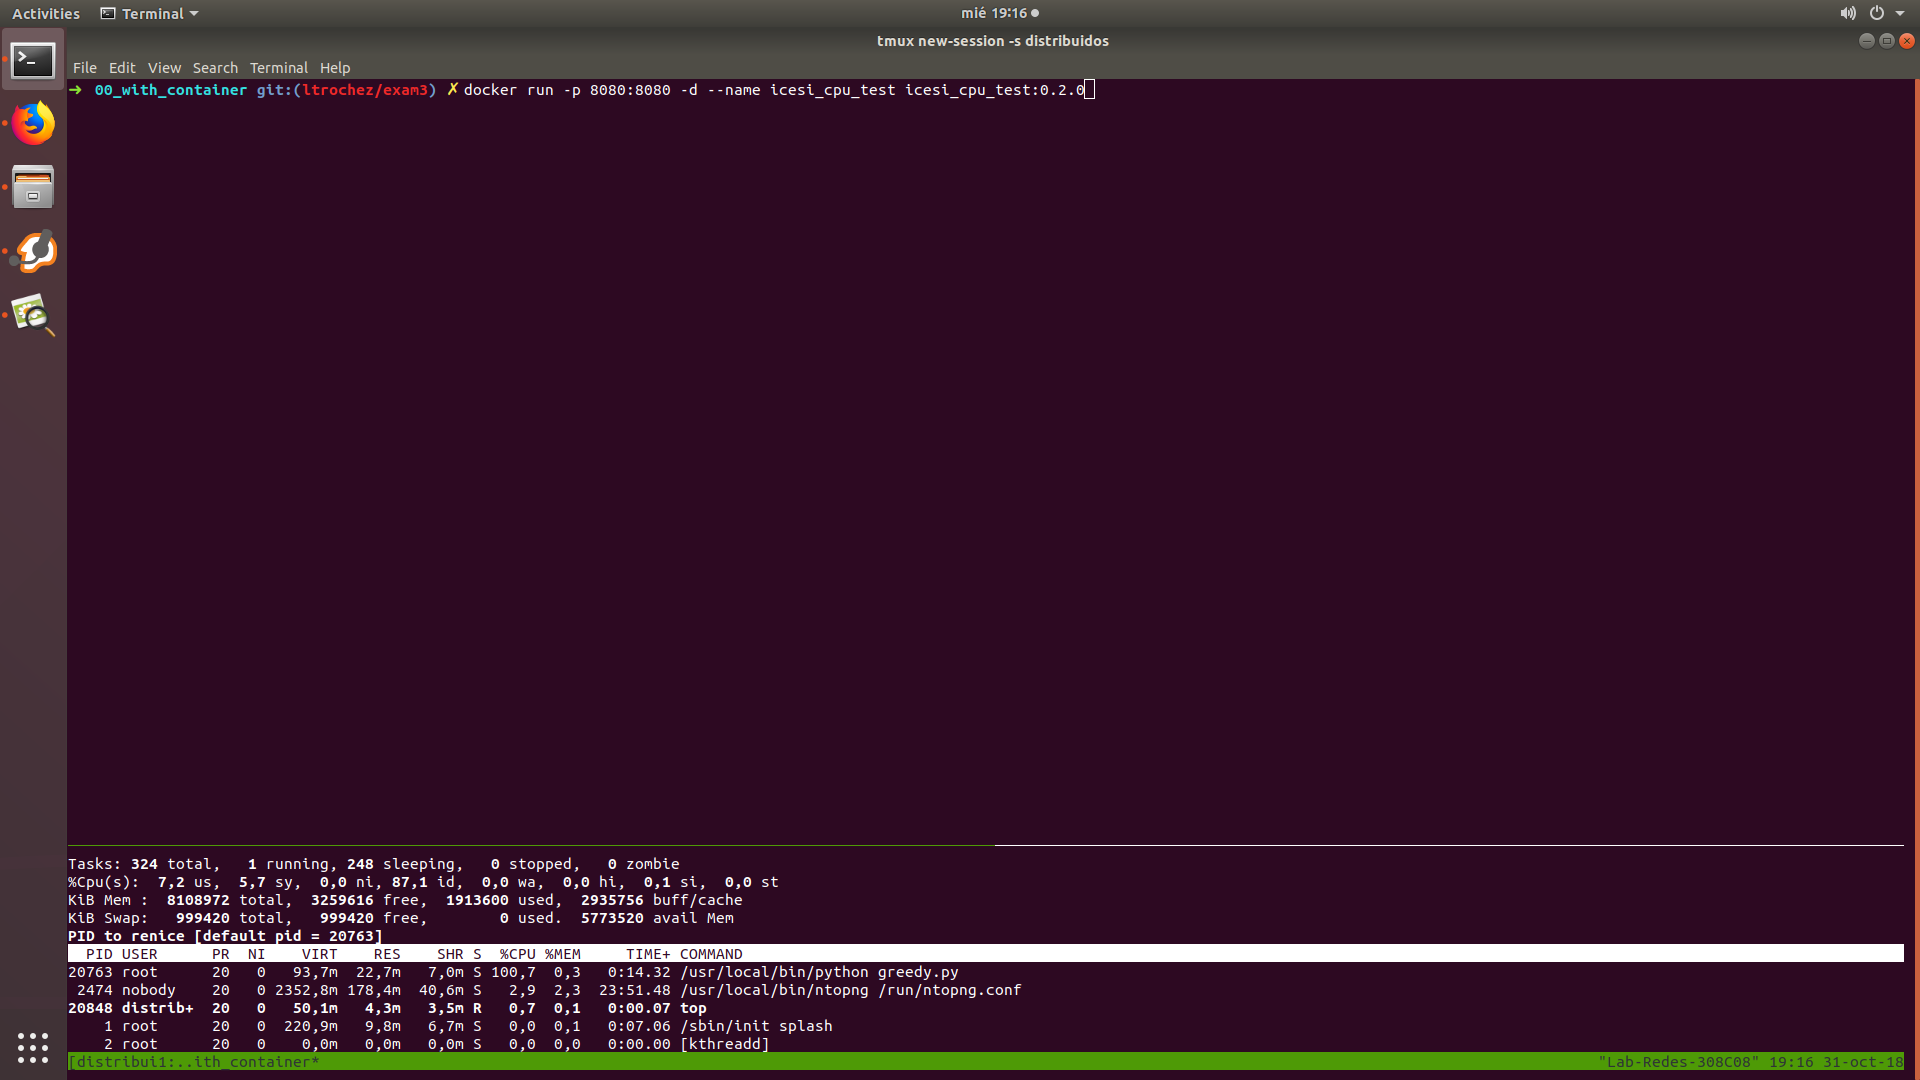 Activities Terminal mié 19:16
tmux new-session -s distribuidos
File Edit View Search Terminal Help
➜  00_with_container git:(ltrochez/exam3) ✗ docker run -p 8080:8080 -d --name icesi_cpu_test icesi_cpu_test:0.2.0
Tasks: 324 total,   1 running, 248 sleeping,   0 stopped,   0 zombie
%Cpu(s):  7,2 us,  5,7 sy,  0,0 ni, 87,1 id,  0,0 wa,  0,0 hi,  0,1 si,  0,0 st
KiB Mem :  8108972 total,  3259616 free,  1913600 used,  2935756 buff/cache
KiB Swap:   999420 total,   999420 free,        0 used.  5773520 avail Mem
PID to renice [default pid = 20763]
  PID USER      PR  NI    VIRT    RES    SHR S  %CPU %MEM     TIME+ COMMAND
20763 root      20   0   93,7m  22,7m   7,0m S 100,7  0,3   0:14.32 /usr/local/bin/python greedy.py
 2474 nobody    20   0 2352,8m 178,4m  40,6m S   2,9  2,3  23:51.48 /usr/local/bin/ntopng /run/ntopng.conf
20848 distrib+  20   0   50,1m   4,3m   3,5m R   0,7  0,1   0:00.07 top
    1 root      20   0  220,9m   9,8m   6,7m S   0,0  0,1   0:07.06 /sbin/init splash
    2 root      20   0    0,0m   0,0m   0,0m S   0,0  0,0   0:00.00 [kthreadd]
[distribui1:..ith_container* "Lab-Redes-308C08" 19:16 31-oct-18